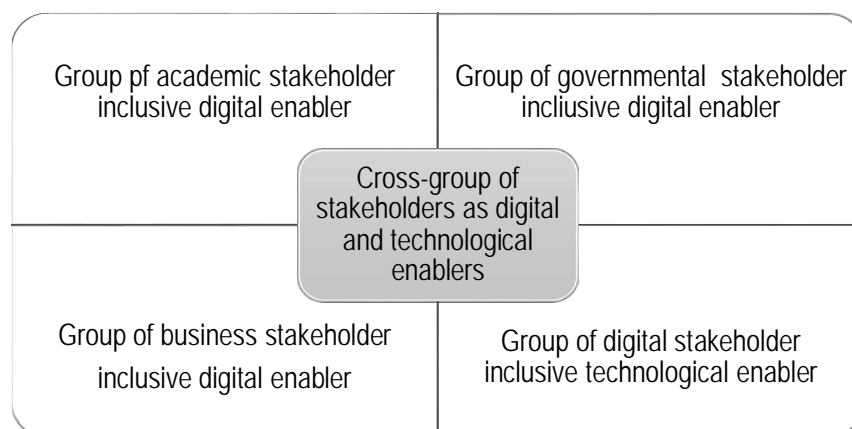 Group pf academic stakeholder
inclusive digital enabler
Group of governmental stakeholder
incliusive digital enabler
Cross-group of
stakeholders as digital
and technological
enablers
Group of business stakeholder
inclusive digital enabler
Group of digital stakeholder
inclusive technological enabler